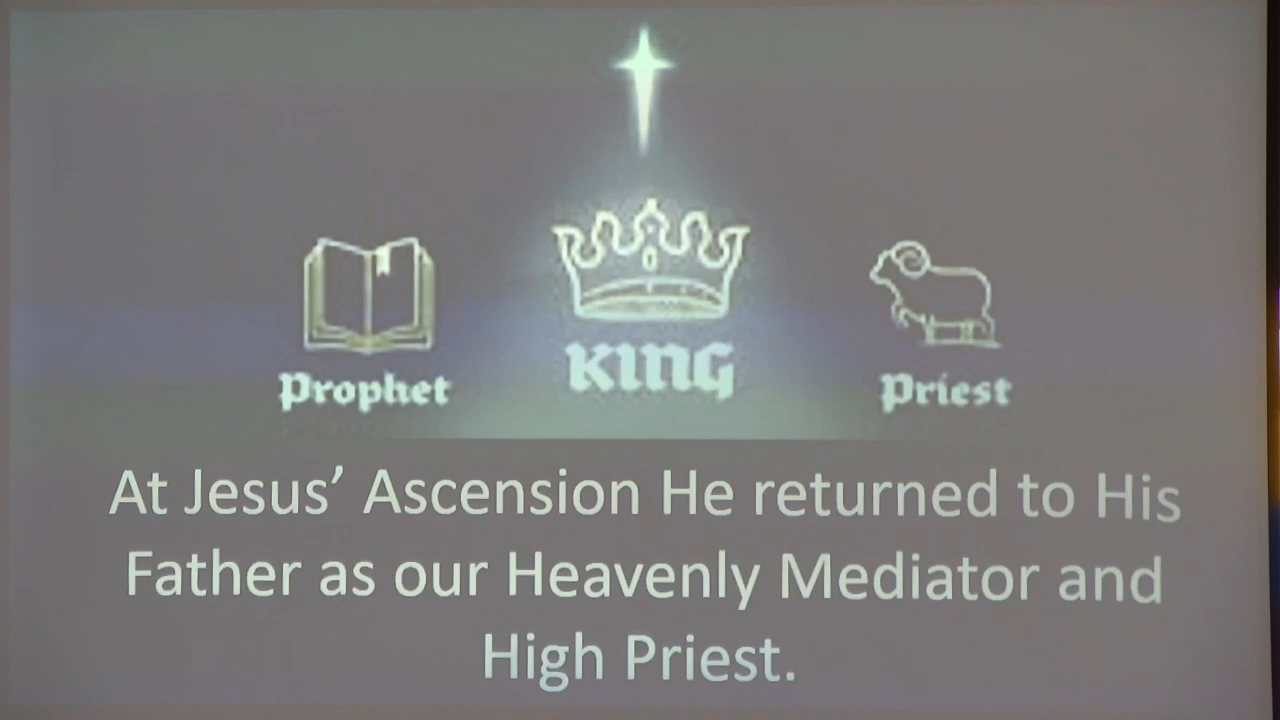 Prophet
KING
Priest
At Jesus’ Ascension He returned to His
Father as our Heavenly Mediator and
High Priest.